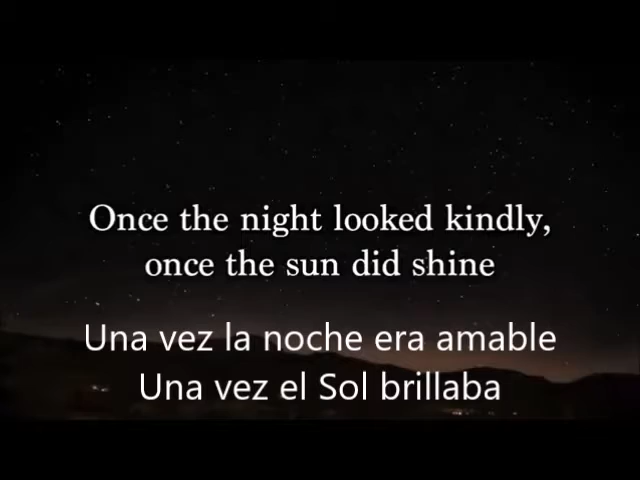 Once the night looked kindly,
once the sun did shine
Una vez la noche era amable
Una vez el Sol brillaba